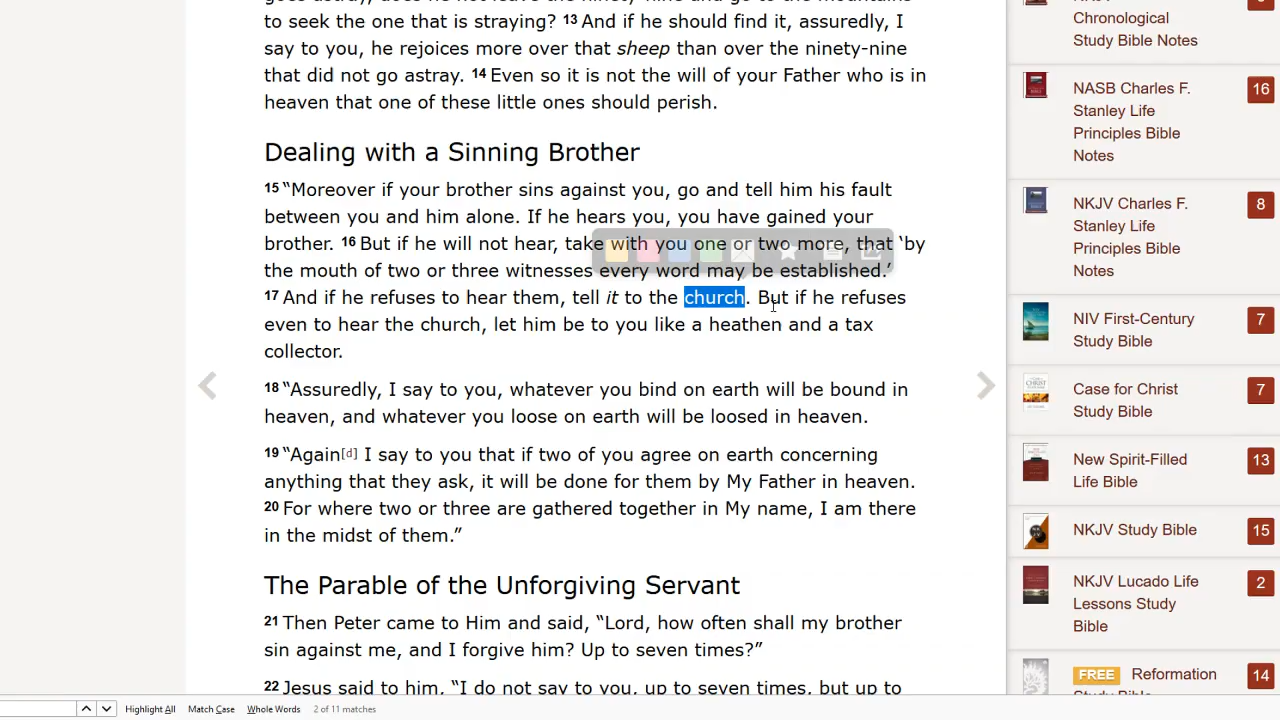 goes astray, does he not leave the ninety-nine and go to the mountains
to seek the one that is straying? 13 And if he should find it, assuredly, I
say to you, he rejoices more over that sheep than over the ninety-nine
that did not go astray. 14 Even so it is not the will of your Father who is in
heaven that one of these little ones should perish.
Dealing with a Sinning Brother
15 “Moreover if your brother sins against you, go and tell him his fault
between you and him alone. If he hears you, you have gained your
brother. 16 But if he will not hear, take with you one or two more, that ‘by
the mouth of two or three witnesses every word may be established.’
17 And if he refuses to hear them, tell it to the church. But if he refuses
even to hear the church, let him be to you like a heathen and a tax
collector.
18 “Assuredly, I say to you, whatever you bind on earth will be bound in
heaven, and whatever you loose on earth will be loosed in heaven.
19 “Again[d] I say to you that if two of you agree on earth concerning
anything that they ask, it will be done for them by My Father in heaven.
20 For where two or three are gathered together in My name, I am there
in the midst of them.”
The Parable of the Unforgiving Servant
21 Then Peter came to Him and said, “Lord, how often shall my brother
sin against me, and I forgive him? Up to seven times?”
22 Jesus said to him, “I do not say to you, up to seven times, but up to
Chronological
Study Bible Notes
NASB Charles F. 16
Stanley Life
Principles Bible
Notes
NKJV Charles F. 8
Stanley Life
Principles Bible
Notes
NIV First-Century 7
Study Bible
Case for Christ 7
Study Bible
New Spirit-Filled 13
Life Bible
NKJV Study Bible 15
NKJV Lucado Life 2
Lessons Study
Bible
FREE Reformation 14
Study Bible
Highlight All Match Case Whole Words 2 of 11 matches